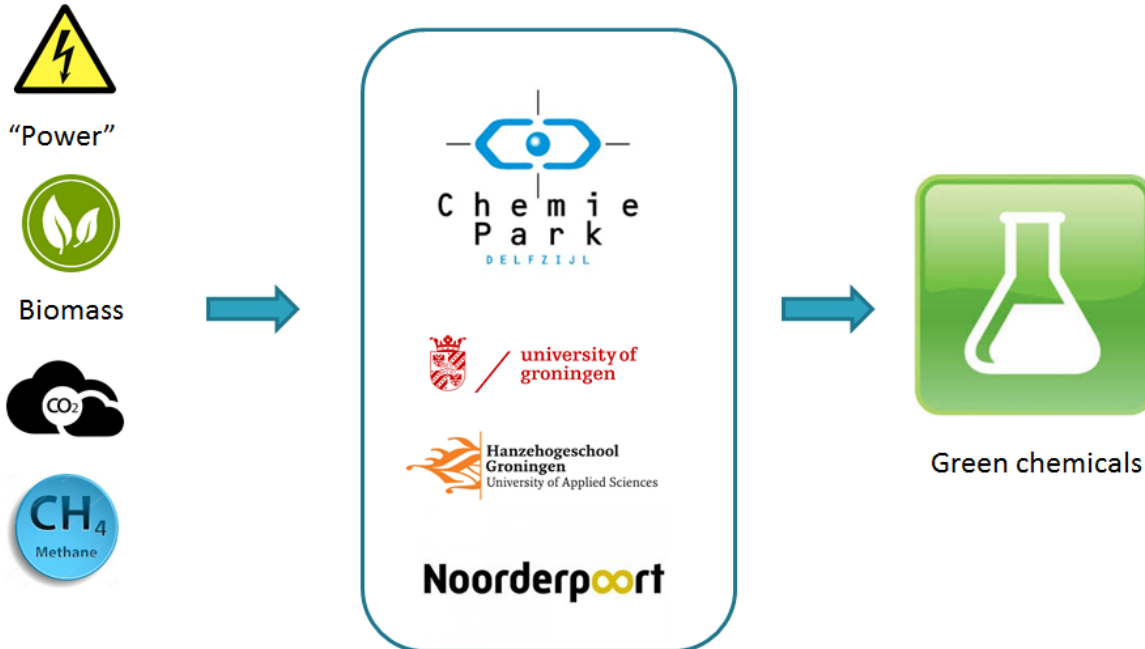 “Power”
Biomass
CO2
CH4
Methane
Chemie
Park
DELFZIJL
university of
groningen
Hanzehogeschool
Groningen
University of Applied Sciences
Noorderpoort
Green chemicals